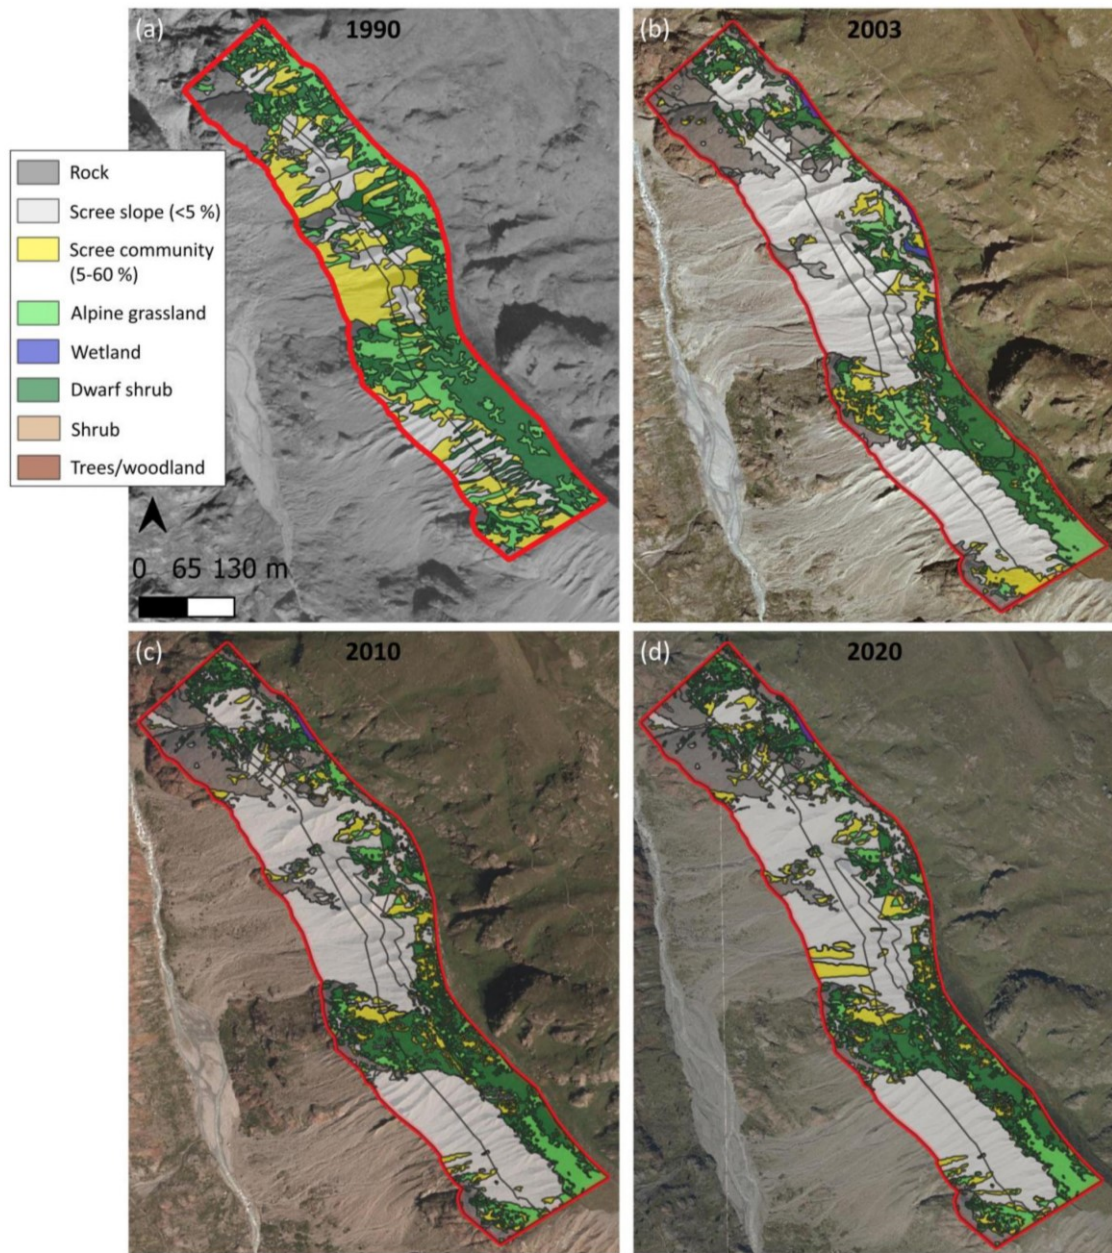 (a) 1990
(b) 2003
Rock
Scree slope (<5 %)
Scree community
(5-60 %)
Alpine grassland
Wetland
Dwarf shrub
Shrub
Trees/woodland
0 65 130 m
(c) 2010
(d) 2020